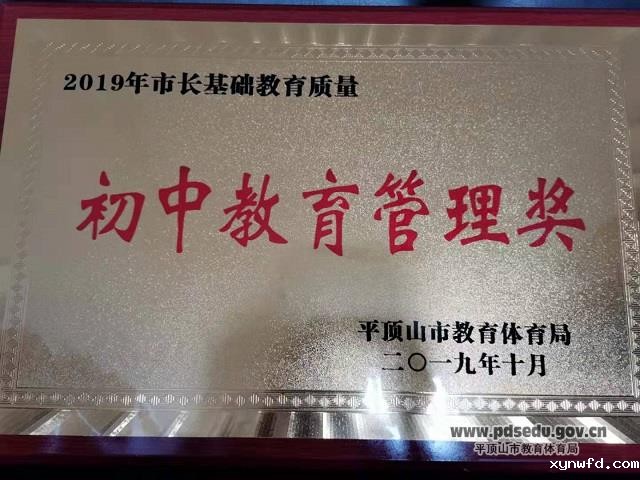 2019年市长基础教育质量
初中教育管理奖
平顶山市教育体育局
二〇一九年十月
www.pdsedu.gov.cn
平顶山市教育体育局
xynwfd.com